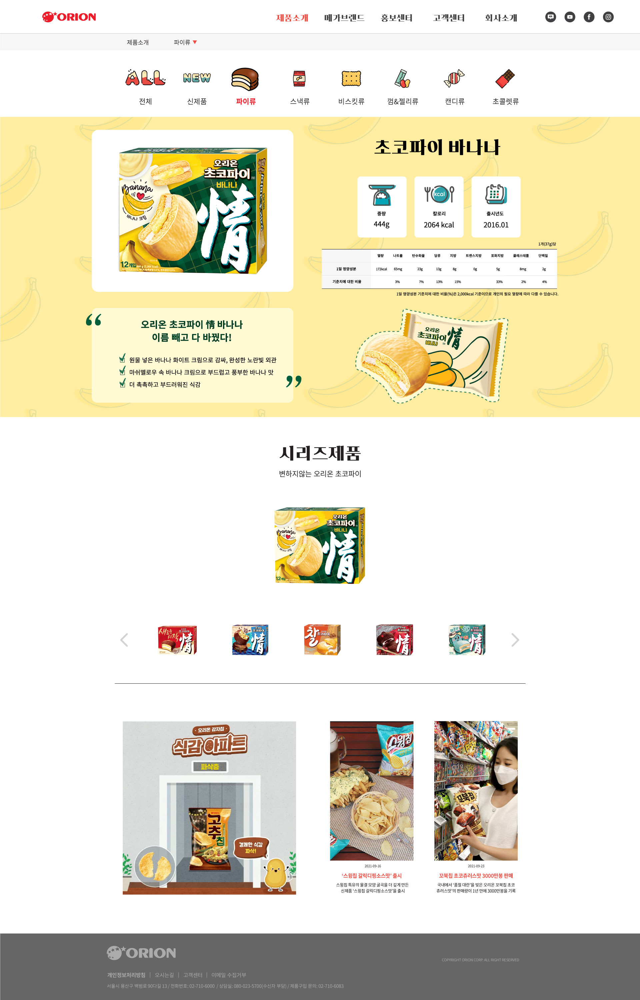 ORION
제품소개 메가브랜드 홍보센터 고객센터 회사소개
제품소개 파이류
ALL NEW
전체 신제품 파이류 스낵류 비스킷류 껌&젤리류 캔디류 초콜렛류
초코파이 바나나
오리온
초코파이
바나나
情
Banana
바나나 크림
12개입 444 g (2,064 kcal)
kcal
중량 칼로리 출시년도
444g 2064 kcal 2016.01
1개(37g)당
열량 나트륨 탄수화물 당류 지방 트랜스지방 포화지방 콜레스테롤 단백질
1일 영양성분 172kcal 65mg 23g 13g 8g 0g 5g 8mg 2g
기춘치에 대한 비율 3% 7% 13% 15% 33% 2% 4%
1일 영양성분 기준치에 대한 비율(%)은 2,000kcal 기준이므로 개인의 필요 열량에 따라 다를 수 있습니다.
“
오리온 초코파이 情 바나나
이름 빼고 다 바꿨다!
원물 넣은 바나나 화이트 크림으로 감싸, 완성한 노란빛 외관
마쉬멜로우 속 바나나 크림으로 부드럽고 풍부한 바나나 맛
더 촉촉하고 부드러워진 식감
”
오리온
초코파이
바나나
情
시리즈제품
변하지않는 오리온 초코파이
오리온
초코파이
바나나
情
Banana
바나나 크림
12개입
새로운 시작 오리온 초코파이 情
초코파이 情
찰 초코파이
초코파이 情
초코파이 情
오리온 감자칩
식감 아파트
파삭층
고추칩
경쾌한 식감
파삭!
스윙칩
꼬북칩
2021-09-16
‘스윙칩 갈릭디핑소스맛’ 출시
스윙칩 특유의 물결 모양 굴곡을 더 깊게 만든
신제품 ‘스윙칩 갈릭디핑소스맛’을 출시
2021-09-23
꼬북칩 초코츄러스맛 3000만봉 판매
국내에서 ‘품절 대란’을 빚은 오리온 꼬북칩 초코
츄러스맛’의 판매량이 1년 만에 3000만봉을 기록
ORION
COPYRIGHT ORION CORP. ALL RIGHT RESERVED
개인정보처리방침 | 오시는길 | 고객센터 | 이메일 수집거부
서울시 용산구 백범로 90다길 13 / 전화번호: 02-710-6000 / 상담실: 080-023-5700(수신자 부담) / 제품구입 문의: 02-710-6083